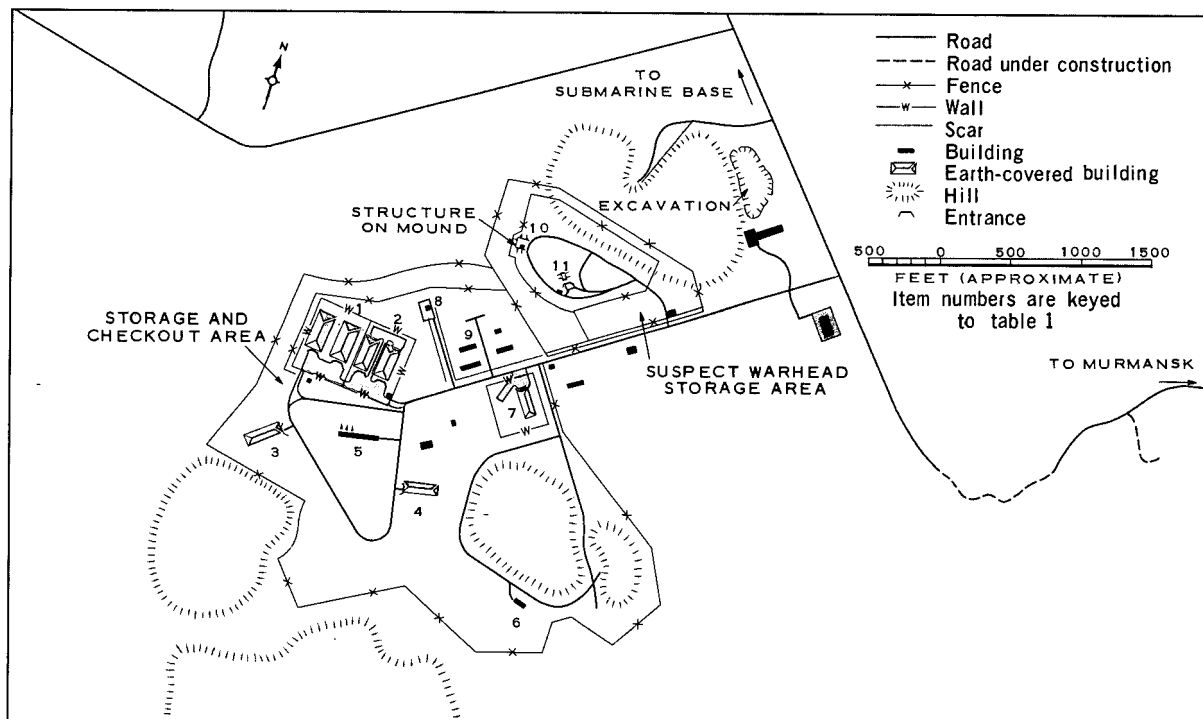 N
TO
SUBMARINE BASE
Road
Road under construction
x Fence
w Wall
Scar
Building
Earth-covered building
Hill
Entrance
500 0 500 1000 1500
FEET (APPROXIMATE)
Item numbers are keyed
to table 1
EXCAVATION
STRUCTURE
ON MOUND
10
11
STORAGE AND
CHECKOUT AREA
W
1
W
2
8
9
W
W
W
W
W
SUSPECT WARHEAD
STORAGE AREA
TO MURMANSK
W
7
W
3
W
5
4
6